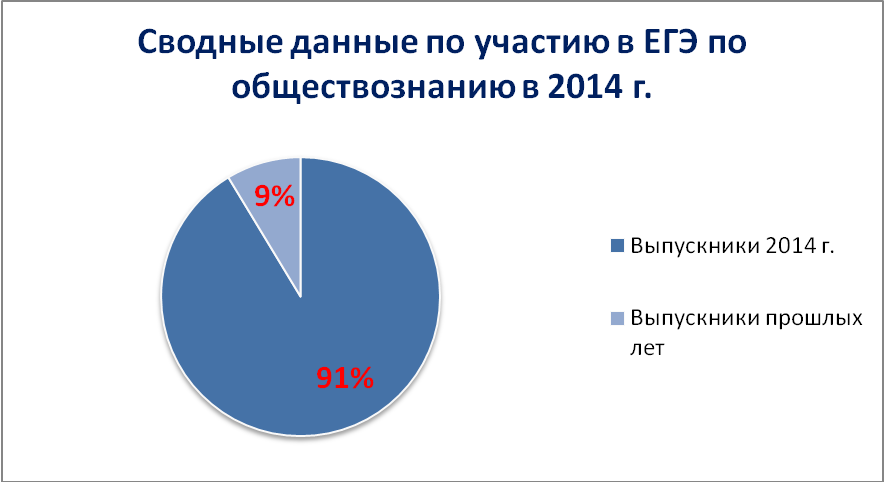 Сводные данные по участию в ЕГЭ по
обществознанию в 2014 г.
9%
91%
Выпускники 2014 г.
Выпускники прошлых
лет